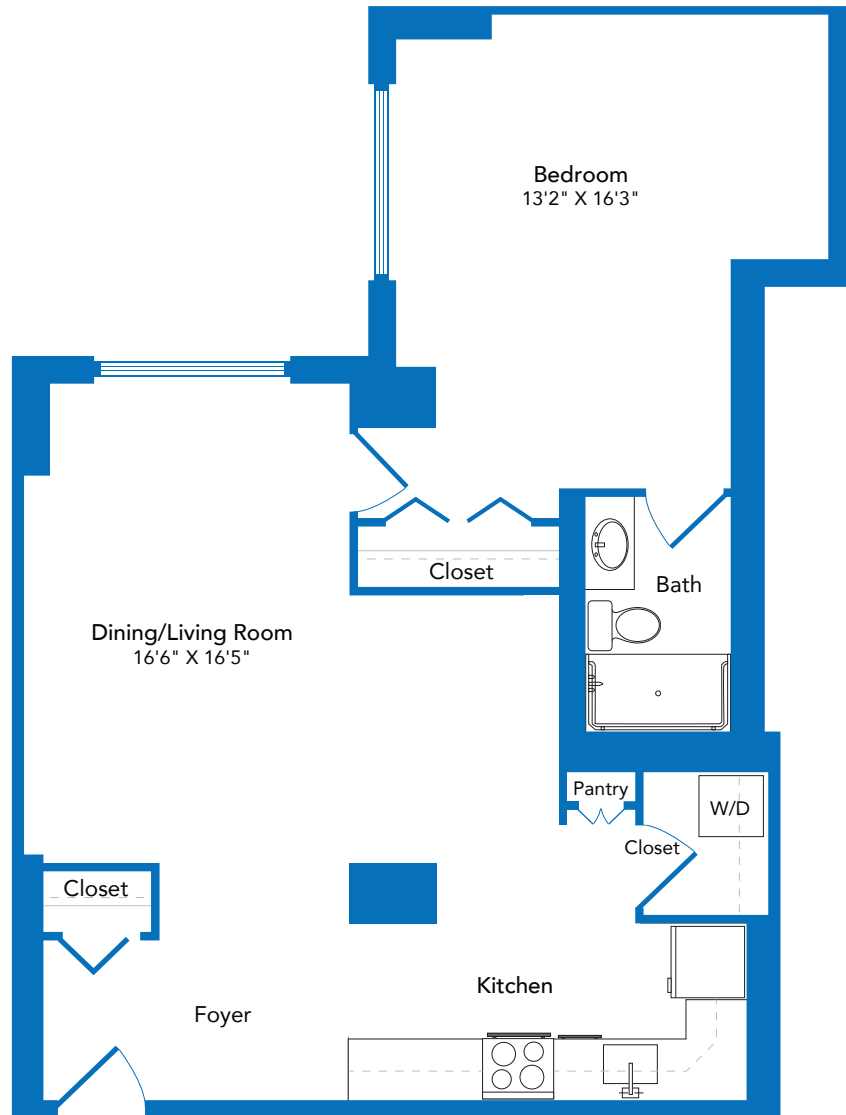 Bedroom
13'2" X 16'3"
Closet
Bath
Dining/Living Room
16'6" X 16'5"
Pantry
W/D
Closet
Closet
Kitchen
Foyer